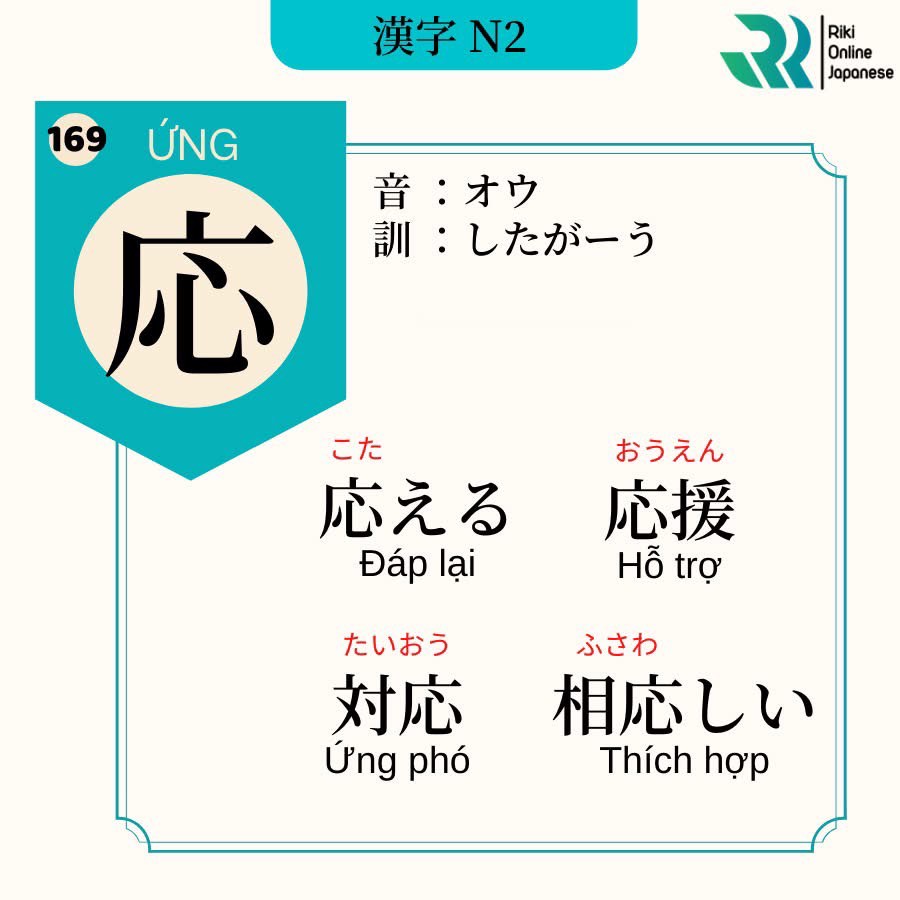 漢字 N2
Riki
Online
Japanese
169
ỨNG
応
音 ：オウ
訓 ：したがーう
こた
応える
Đáp lại
おうえん
応援
Hỗ trợ
たいおう
対応
Ứng phó
ふさわ
相応しい
Thích hợp